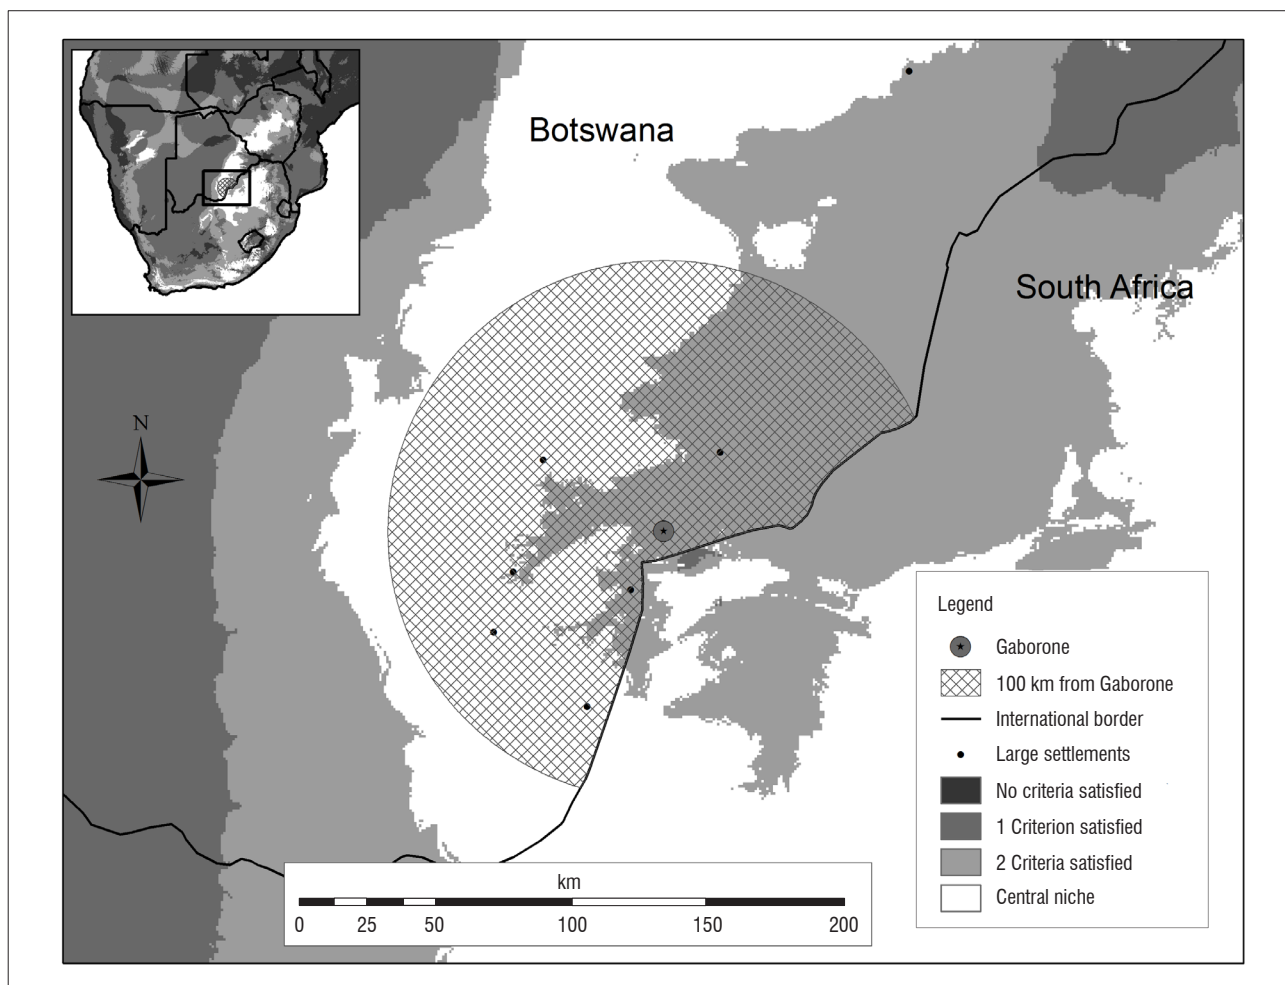 Botswana
South Africa
N
Legend
Gaborone
100 km from Gaborone
International border
Large settlements
No criteria satisfied
1 Criterion satisfied
2 Criteria satisfied
Central niche
km
0 25 50 100 150 200